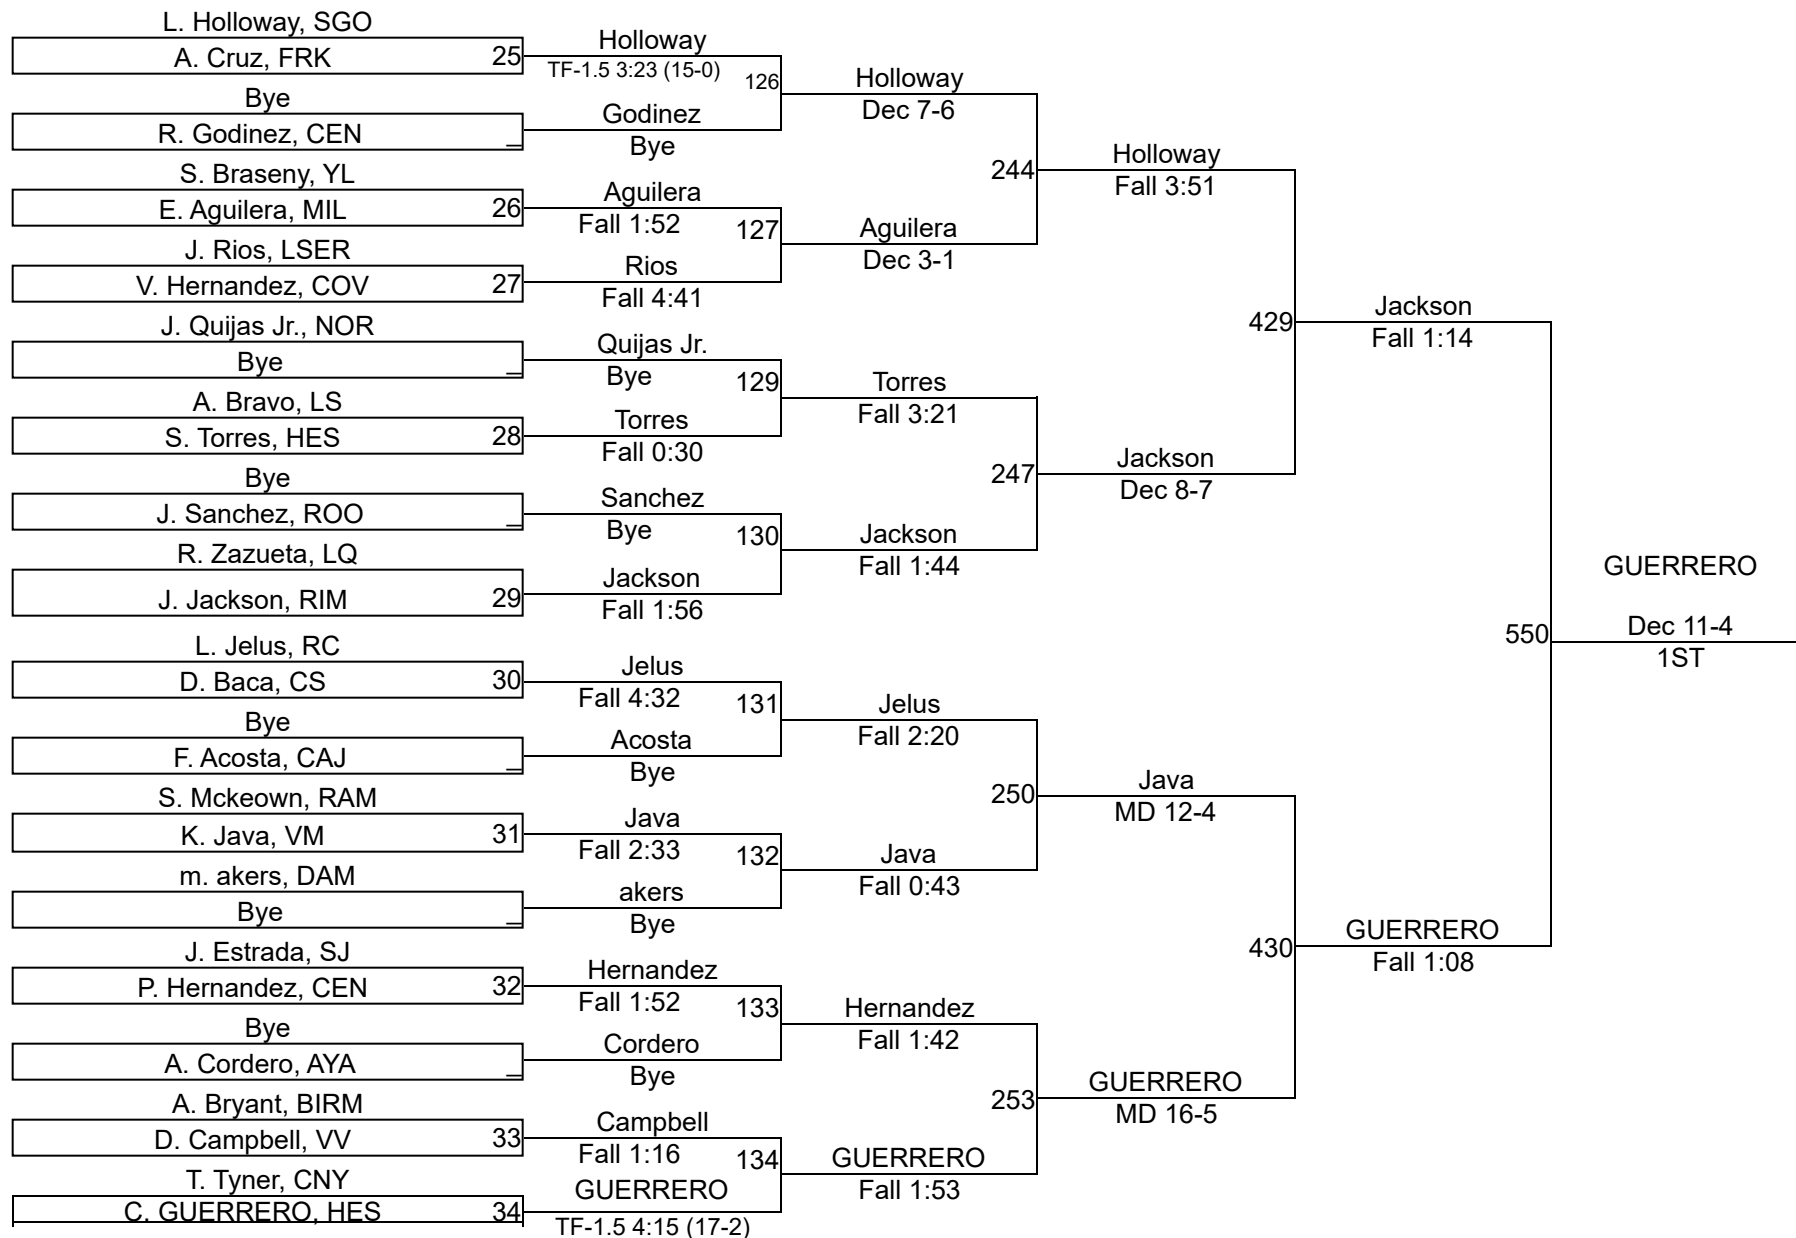 L. Holloway, SGO
A. Cruz, FRK 25
Bye
R. Godinez, CEN _
S. Braseny, YL
E. Aguilera, MIL 26
J. Rios, LSER
V. Hernandez, COV 27
J. Quijas Jr., NOR
Bye _
A. Bravo, LS
S. Torres, HES 28
Bye
J. Sanchez, ROO _
R. Zazueta, LQ
J. Jackson, RIM 29
L. Jelus, RC
D. Baca, CS 30
Bye
F. Acosta, CAJ _
S. Mckeown, RAM
K. Java, VM 31
m. akers, DAM
Bye _
J. Estrada, SJ
P. Hernandez, CEN 32
Bye
A. Cordero, AYA _
A. Bryant, BIRM
D. Campbell, VV 33
T. Tyner, CNY
C. GUERRERO, HES 34
Holloway
TF-1.5 3:23 (15-0)
126
Godinez
Bye
Aguilera
Fall 1:52
127
Rios
Fall 4:41
Quijas Jr.
Bye
129
Torres
Fall 0:30
Sanchez
Bye
130
Jackson
Fall 1:56
Jelus
Fall 4:32
131
Acosta
Bye
Java
Fall 2:33
132
akers
Bye
Hernandez
Fall 1:52
133
Cordero
Bye
Campbell
Fall 1:16
134
GUERRERO
TF-1.5 4:15 (17-2)
Holloway
Dec 7-6
244
Aguilera
Dec 3-1
Torres
Fall 3:21
247
Jackson
Fall 1:44
Jelus
Fall 2:20
250
Java
Fall 0:43
Hernandez
Fall 1:42
253
GUERRERO
Fall 1:53
Holloway
Fall 3:51
429
Jackson
Dec 8-7
Java
MD 12-4
430
GUERRERO
MD 16-5
Jackson
Fall 1:14
550
GUERRERO
Fall 1:08
GUERRERO
Dec 11-4
1ST